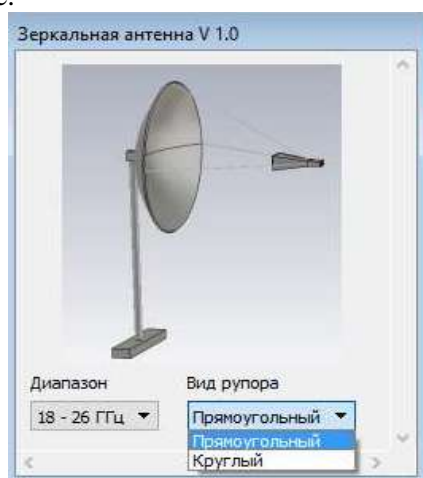 с.
Зеркальная антенна V 1.0
Диапазон Вид рупора
18 - 26 ГГц Прямоугольный
Прямоугольный
Круглый